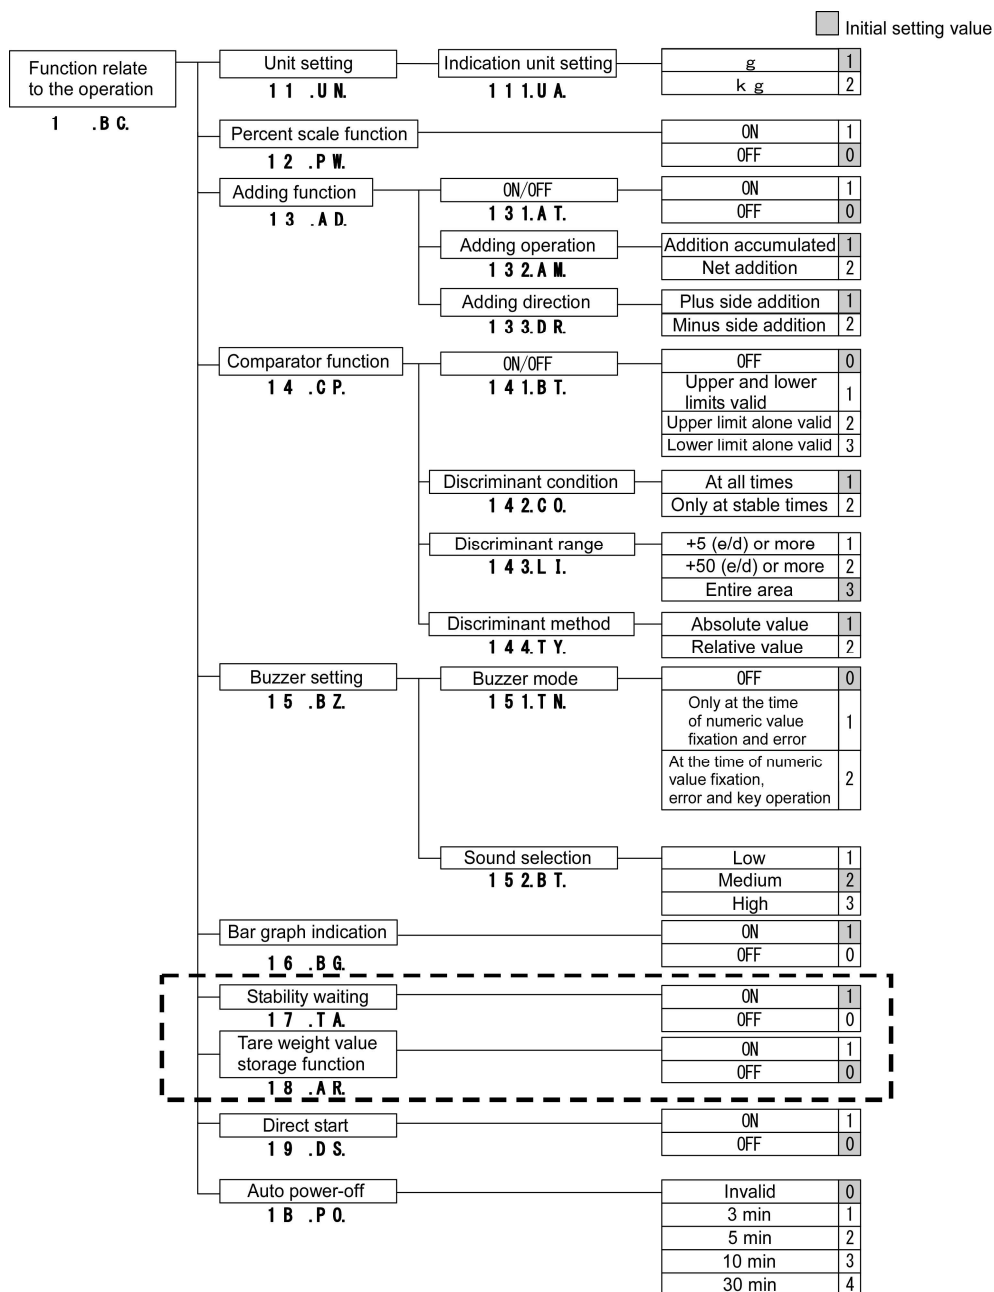 Initial setting value
Function relate
to the operation
1 .BC.
Unit setting
11 .UN.
Indication unit setting
111.UA.
g 1
kg 2
Percent scale function
12 .PW.
ON 1
OFF 0
Adding function
13 .AD.
ON/OFF
131.AT.
ON 1
OFF 0
Adding operation
132.AM.
Addition accumulated 1
Net addition 2
Adding direction
133.DR.
Plus side addition 1
Minus side addition 2
Comparator function
14 .CP.
ON/OFF
141.BT.
OFF 0
Upper and lower
limits valid 1
Upper limit alone valid 2
Lower limit alone valid 3
Discriminant condition
142.CO.
At all times 1
Only at stable times 2
Discriminant range
143.LI.
+5 (e/d) or more 1
+50 (e/d) or more 2
Entire area 3
Discriminant method
144.TY.
Absolute value 1
Relative value 2
Buzzer setting
15 .BZ.
Buzzer mode
151.TN.
OFF 0
Only at the time
of numeric value
fixation and error 1
At the time of numeric
value fixation,
error and key operation 2
Sound selection
152.BT.
Low 1
Medium 2
High 3
Bar graph indication
16 .BG.
ON 1
OFF 0
Stability waiting
17 .TA.
ON 1
OFF 0
Tare weight value
storage function
18 .AR.
ON 1
OFF 0
Direct start
19 .DS.
ON 1
OFF 0
Auto power-off
1B .PO.
Invalid 0
3 min 1
5 min 2
10 min 3
30 min 4